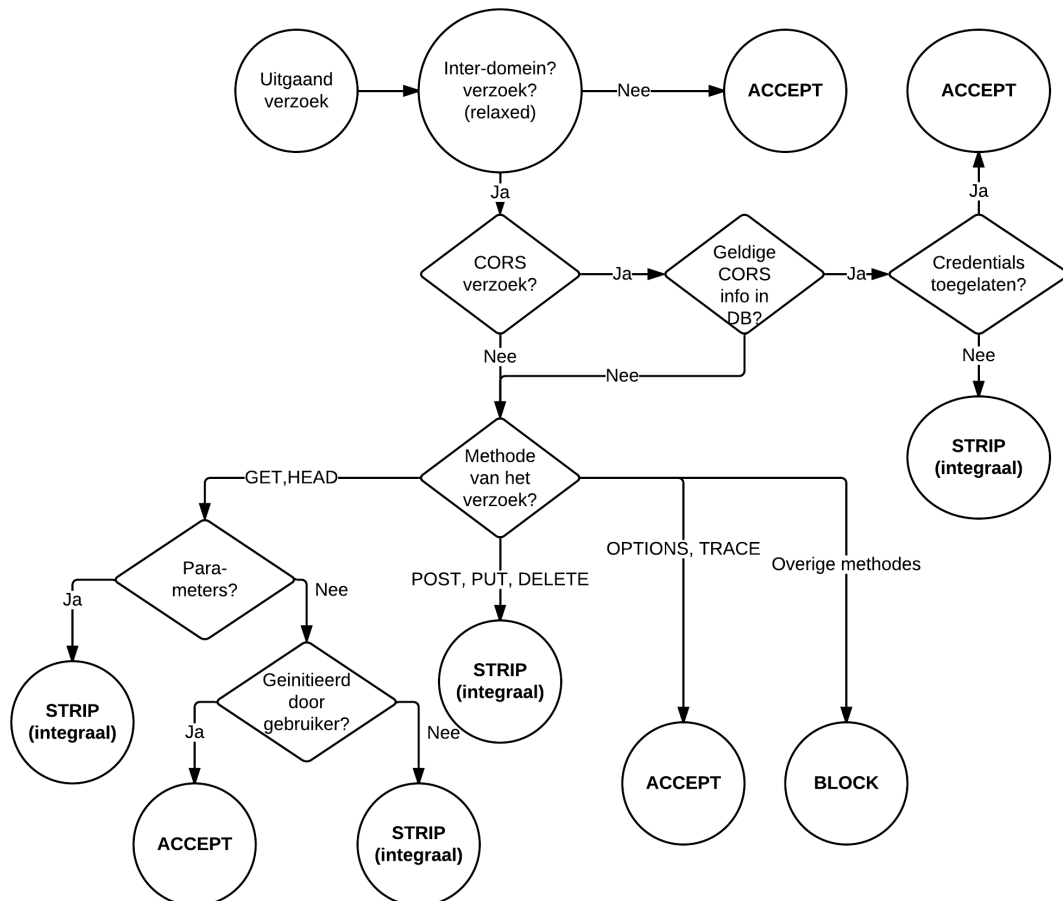 Uitgaand
verzoek
Inter-domein?
verzoek?
(relaxed)
Nee
ACCEPT
ACCEPT
Ja
Ja
CORS
verzoek?
Ja
Geldige
CORS
info in
DB?
Ja
Credentials
toegelaten?
Nee
Nee
Nee
STRIP
(integraal)
Methode
van het
verzoek?
GET,HEAD
OPTIONS, TRACE
Overige methodes
POST, PUT, DELETE
Para-
meters?
Ja
Nee
STRIP
(integraal)
STRIP
(integraal)
Geinitieerd
door
gebruiker?
Ja
Nee
ACCEPT
STRIP
(integraal)
ACCEPT
BLOCK